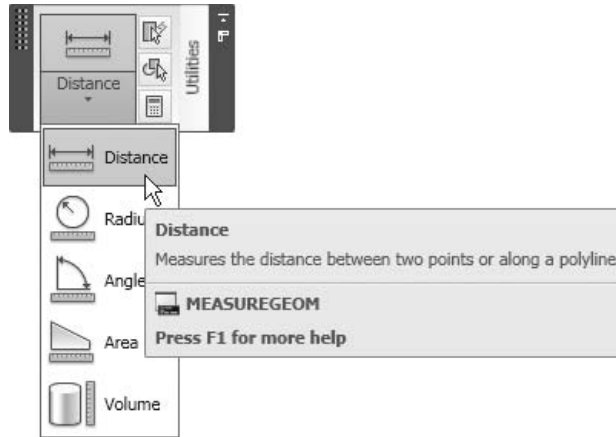 Distance
Utilities
Distance
Radiu
Distance
Measures the distance between two points or along a polyline
Angle
MEASUREGEOM
Area
Press F1 for more help
Volume